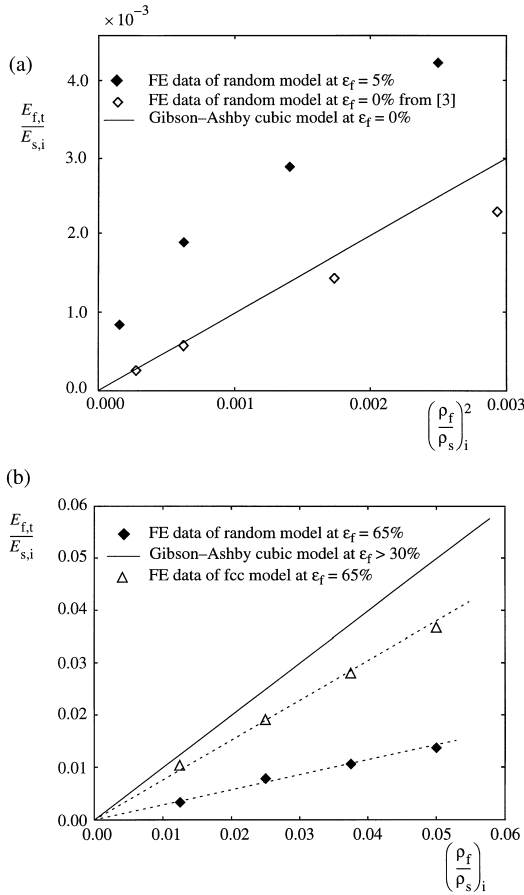 × 10⁻³
(a)
E_f,t
E_s,i
4.0
3.0
2.0
1.0
0.0
FE data of random model at ε_f = 5%
FE data of random model at ε_f = 0% from [3]
Gibson–Ashby cubic model at ε_f = 0%
0.000
0.001
0.002
0.003
(ρ_f
ρ_s)_i²
(b)
E_f,t
E_s,i
0.06
0.05
0.04
0.03
0.02
0.01
0.00
FE data of random model at ε_f = 65%
Gibson–Ashby cubic model at ε_f > 30%
FE data of fcc model at ε_f = 65%
0.00
0.01
0.02
0.03
0.04
0.05
0.06
(ρ_f
ρ_s)_i